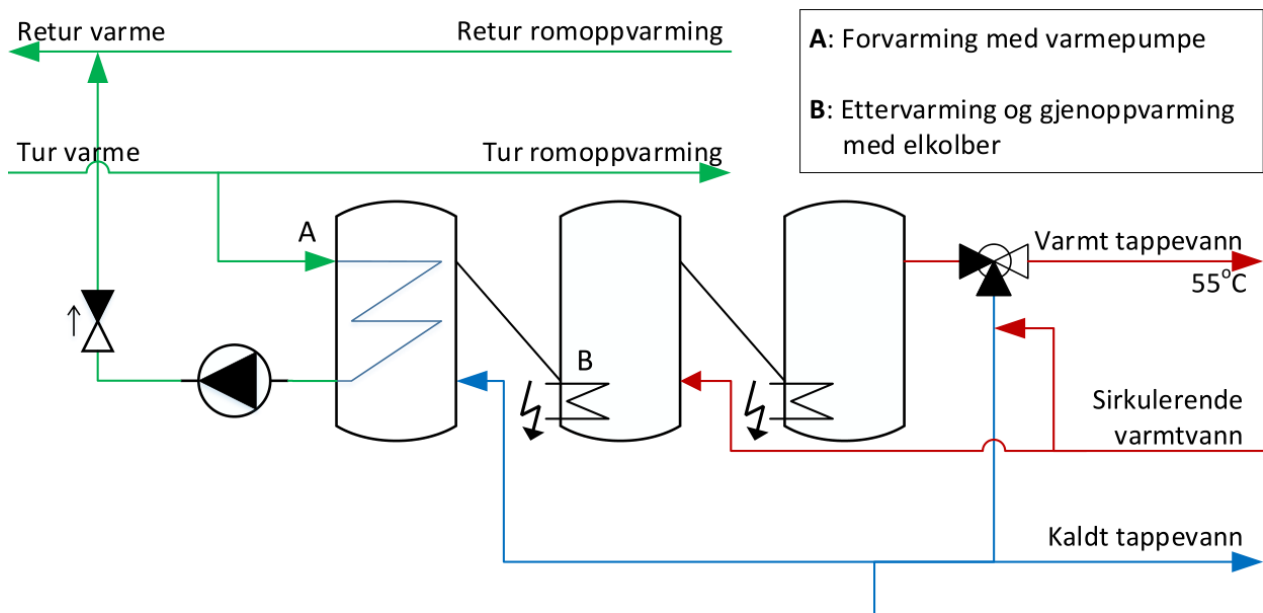 Retur varme
Retur romoppvarming
A: Forvarming med varmepumpe
B: Ettervarming og gjenoppvarming
med elkolber
Tur varme
Tur romoppvarming
A
B
Varmt tappevann
55°C
Sirkulerende
varmtvann
Kaldt tappevann